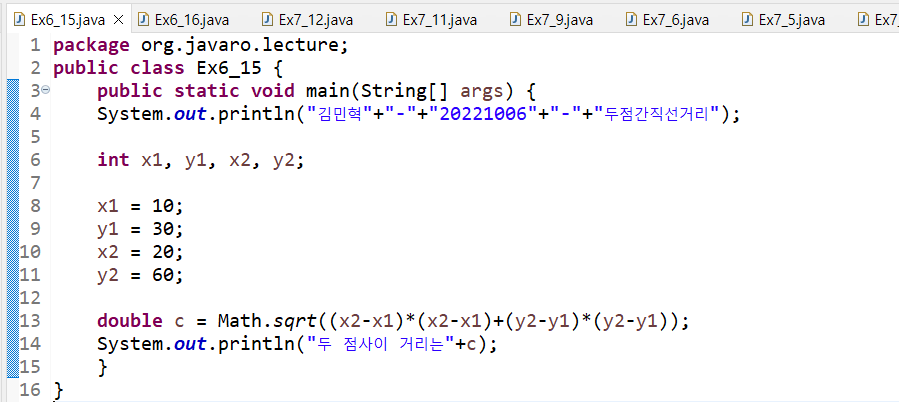 Ex6_15.java Ex6_16.java Ex7_12.java Ex7_11.java Ex7_9.java Ex7_6.java Ex7_5.java Ex7_
1 package org.javaro.lecture;
2 public class Ex6_15 {
3 public static void main(String[] args) {
4 System.out.println("김민혁"+"-"+"20221006"+"-"+"두점간직선거리");
5
6 int x1, y1, x2, y2;
7
8 x1 = 10;
9 y1 = 30;
10 x2 = 20;
11 y2 = 60;
12
13 double c = Math.sqrt((x2-x1)*(x2-x1)+(y2-y1)*(y2-y1));
14 System.out.println("두 점사이 거리는"+c);
15 }
16 }